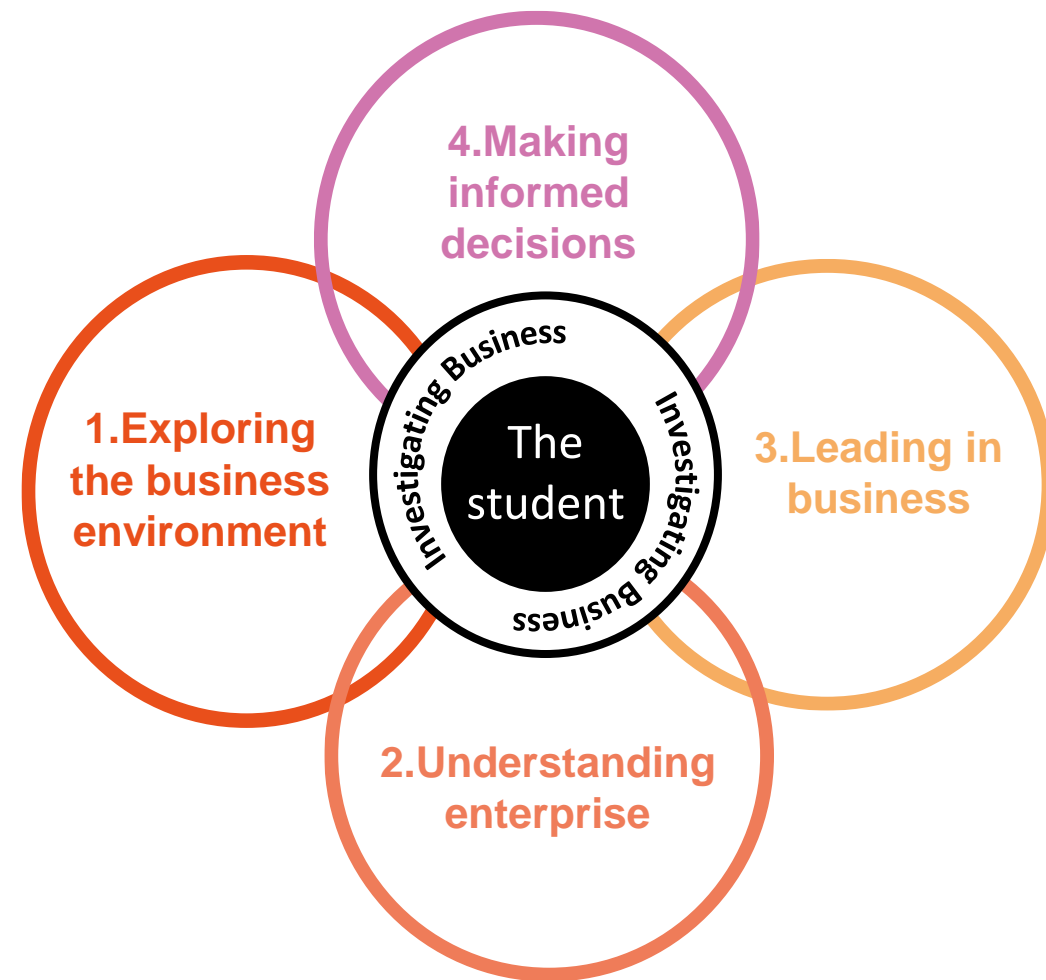 4.Making
informed
decisions
1.Exploring
the business
environment
Investigating Business
The
student
Investigating Business
3.Leading in
business
2.Understanding
enterprise